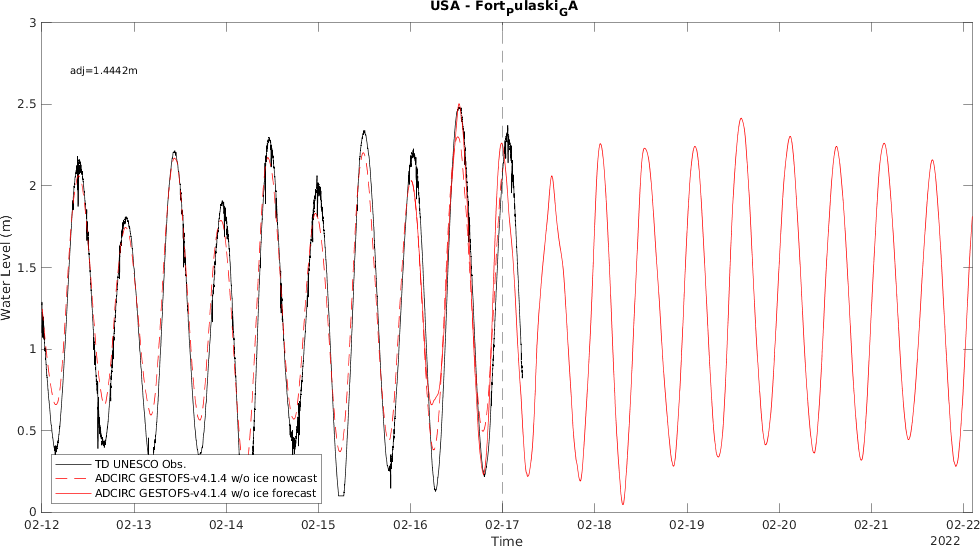 USA - Fort_Pulaski_GA
3
adj=1.4442m
2.5
2
1.5
1
0.5
0
Water Level (m)
TD UNESCO Obs.
ADCIRC GESTOFS-v4.1.4 w/o ice nowcast
ADCIRC GESTOFS-v4.1.4 w/o ice forecast
02-12 02-13 02-14 02-15 02-16 02-17 02-18 02-19 02-20 02-21 02-22
Time
2022